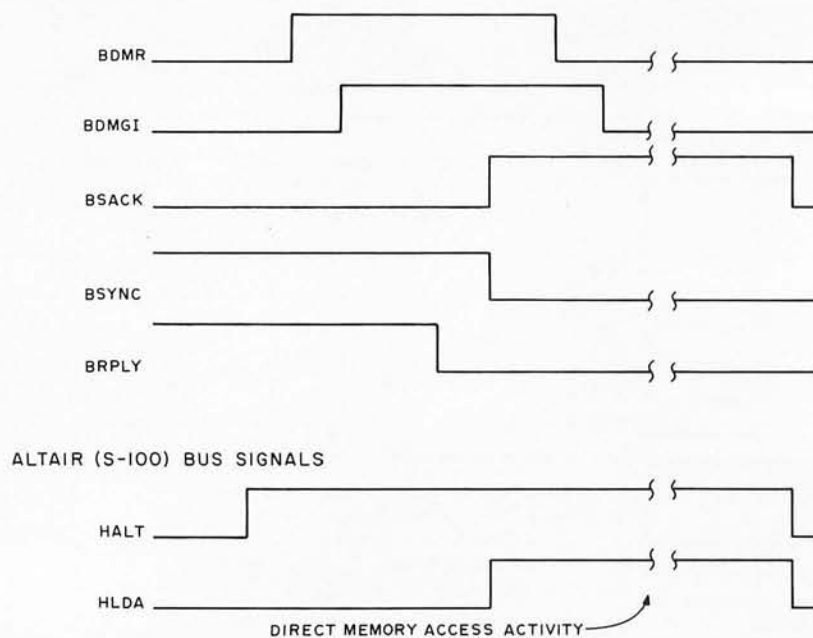 BDMR
BDMGI
BSACK
BSYNC
BRPLY
ALTAIR (S-100) BUS SIGNALS
HALT
HLDA
DIRECT MEMORY ACCESS ACTIVITY